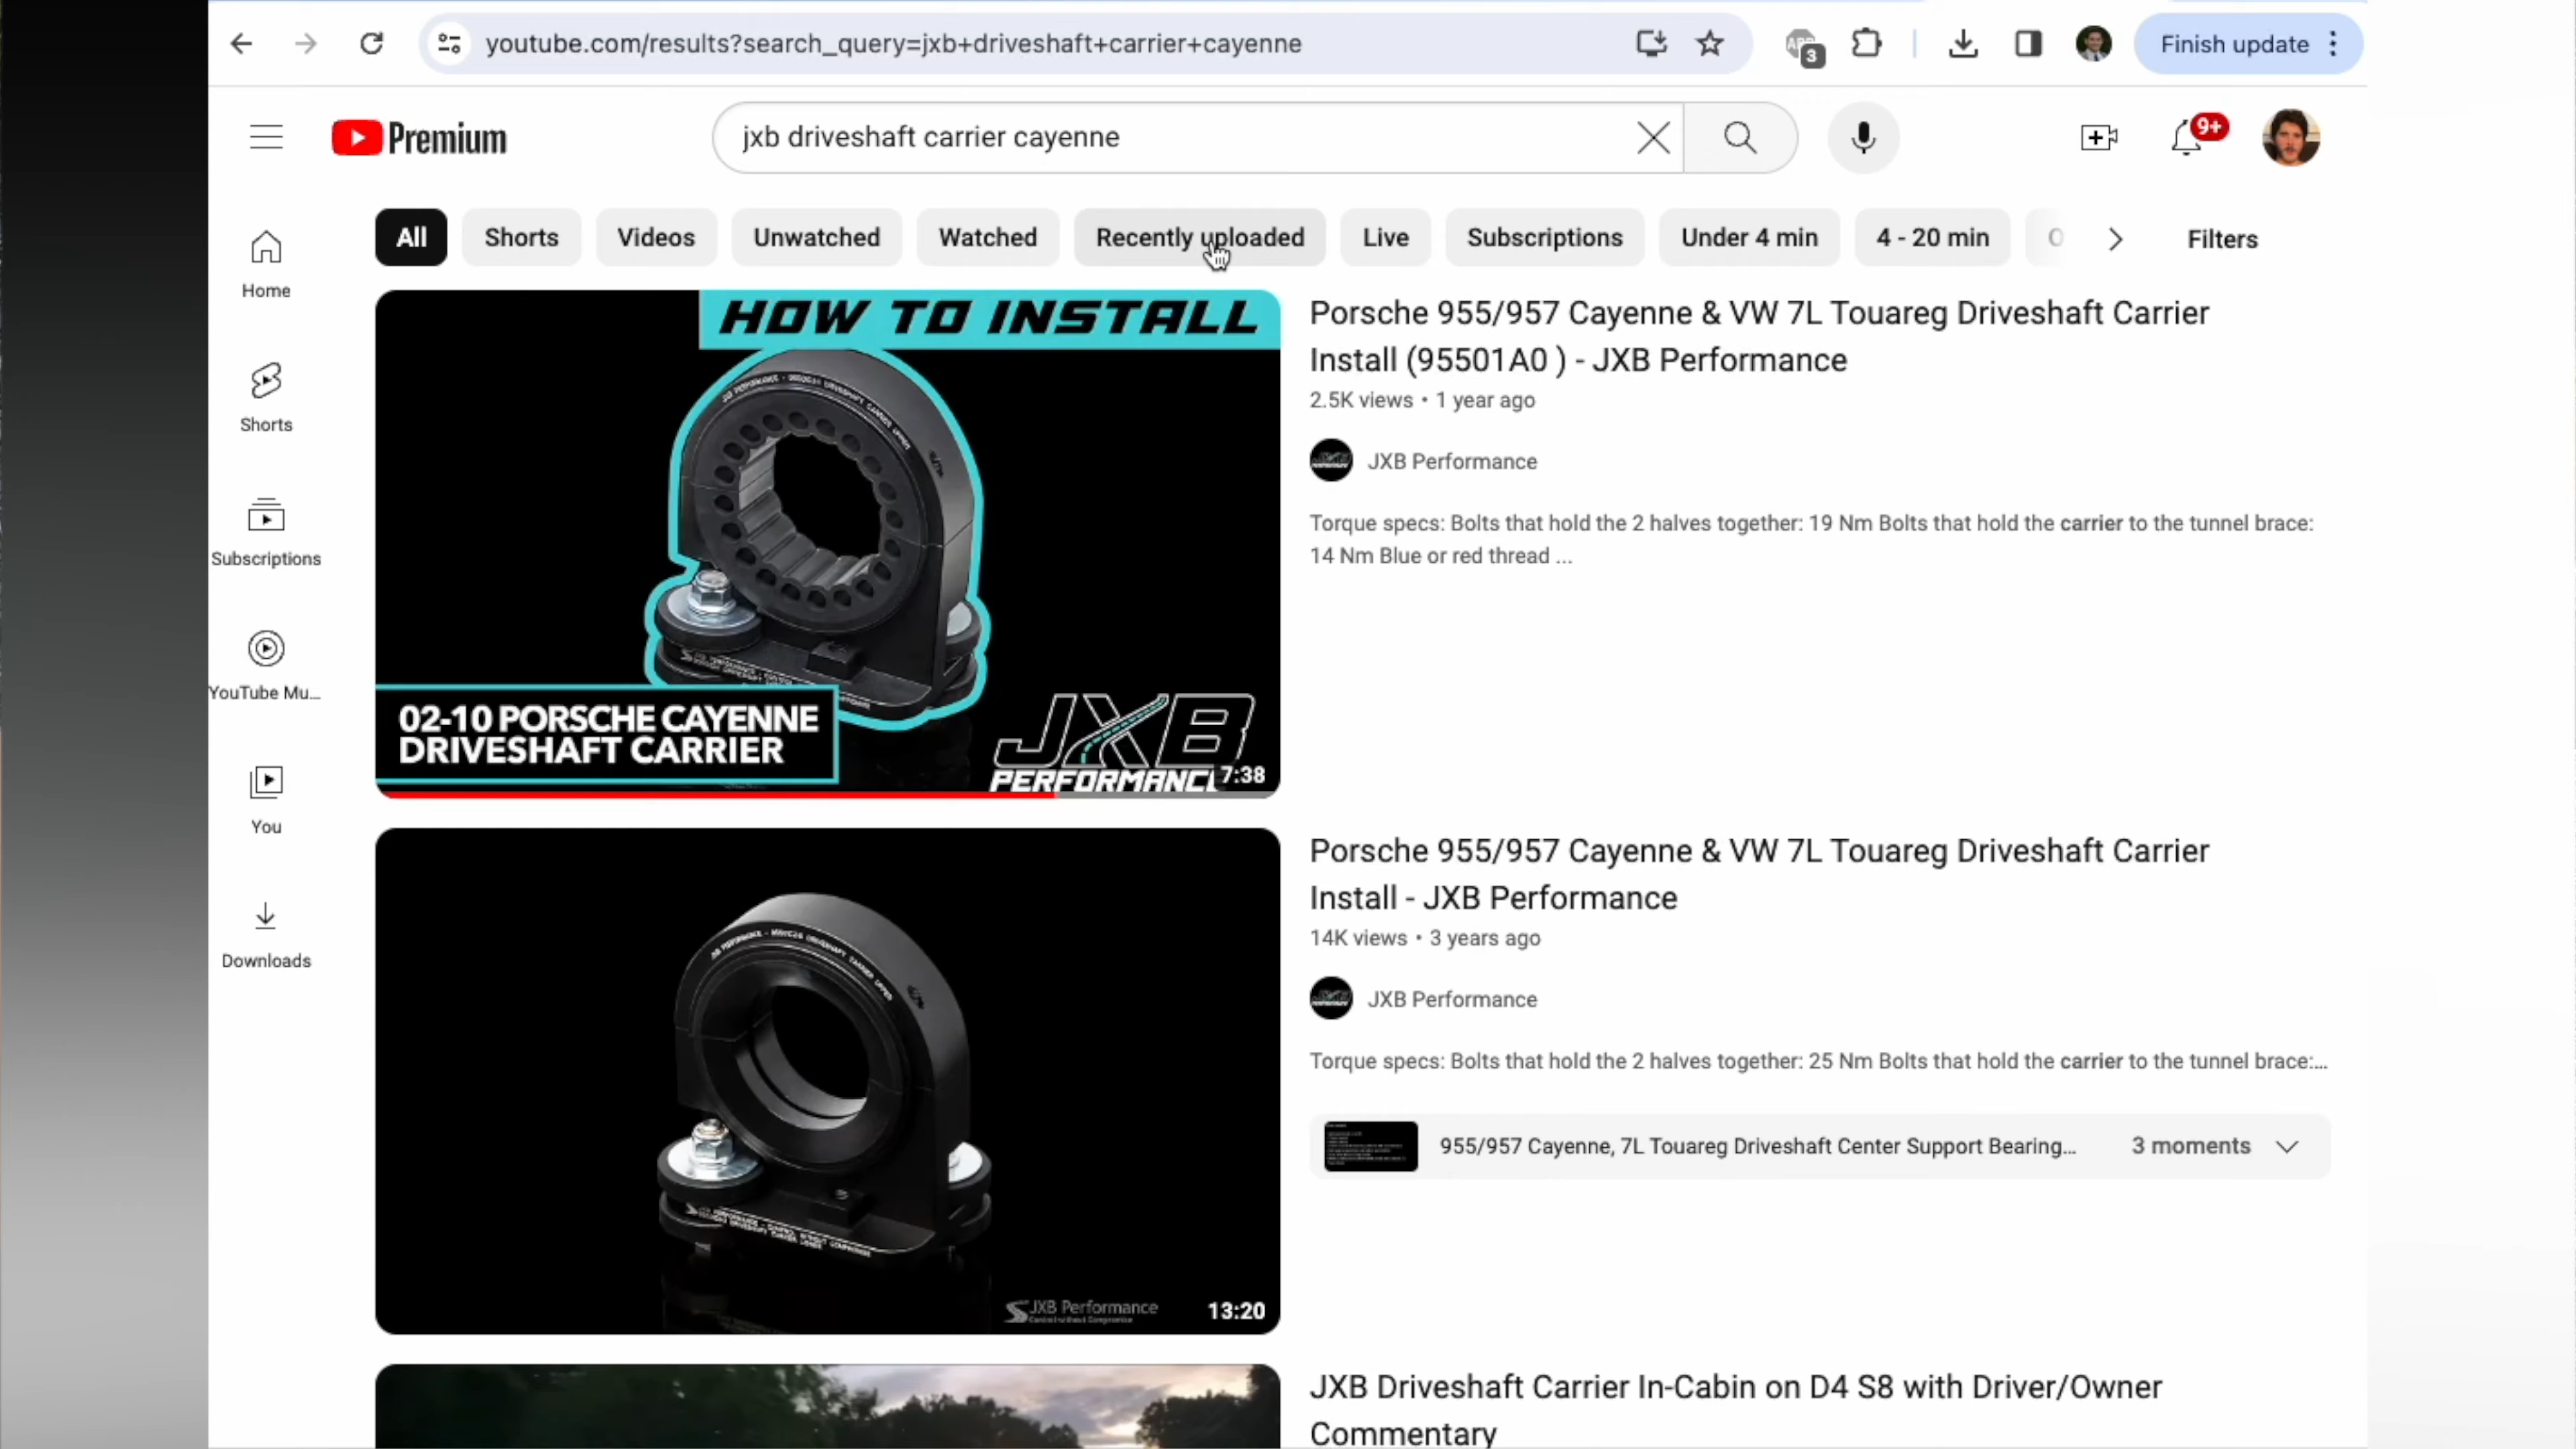 youtube.com/results?search_query=jxb+driveshaft+carrier+cayenne
3
Finish update
Premium
jxb driveshaft carrier cayenne
9+
All
Shorts
Videos
Unwatched
Watched
Recently uploaded
Live
Subscriptions
Under 4 min
4 - 20 min
Filters
Home
Shorts
Subscriptions
YouTube Mu...
You
Downloads
HOW TO INSTALL
02-10 PORSCHE CAYENNE
DRIVESHAFT CARRIER
JXB
PERFORMANC
7:38
Porsche 955/957 Cayenne & VW 7L Touareg Driveshaft Carrier
Install (95501A0 ) - JXB Performance
2.5K views • 1 year ago
JXB Performance
Torque specs: Bolts that hold the 2 halves together: 19 Nm Bolts that hold the carrier to the tunnel brace:
14 Nm Blue or red thread ...
JXB Performance
Control without Compromise
13:20
Porsche 955/957 Cayenne & VW 7L Touareg Driveshaft Carrier
Install - JXB Performance
14K views • 3 years ago
JXB Performance
Torque specs: Bolts that hold the 2 halves together: 25 Nm Bolts that hold the carrier to the tunnel brace:...
955/957 Cayenne, 7L Touareg Driveshaft Center Support Bearing...
3 moments
JXB Driveshaft Carrier In-Cabin on D4 S8 with Driver/Owner
Commentary